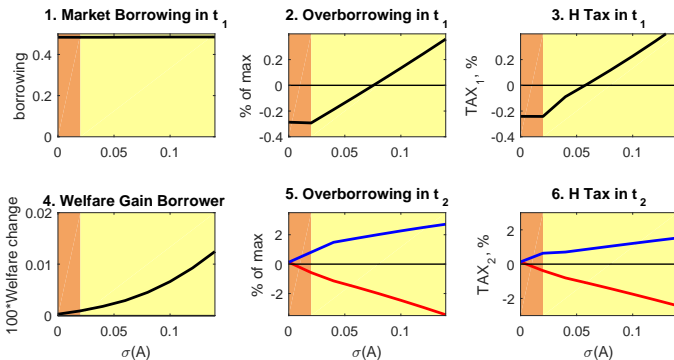 1. Market Borrowing in t1
2. Overborrowing in t1
3. H Tax in t1
borrowing
0.4
0.2
0
0 0.05 0.1
% of max
0.2
0
-0.2
-0.4
0 0.05 0.1
TAX1, %
0.4
0.2
0
-0.2
-0.4
0 0.05 0.1
4. Welfare Gain Borrower
5. Overborrowing in t2
6. H Tax in t2
100*Welfare change
0.02
0.01
0
0 0.05 0.1
σ(A)
% of max
2
0
-2
0 0.05 0.1
σ(A)
TAX2, %
2
0
-2
0 0.05 0.1
σ(A)